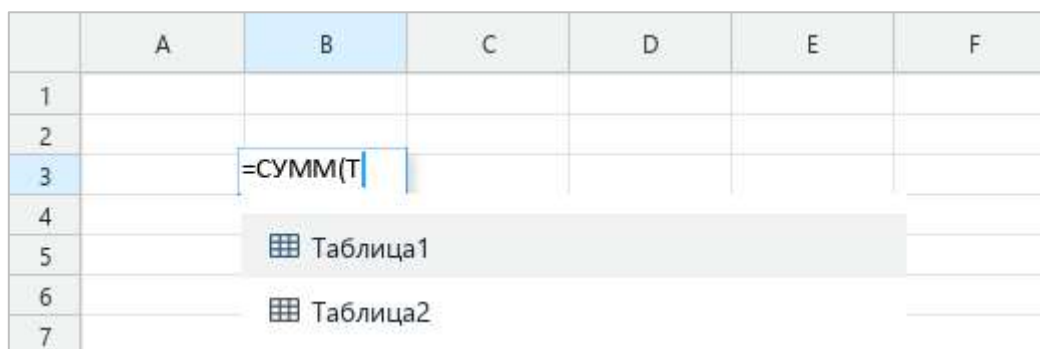 A B C D E F
1
2
3 =СУММ(Т
4
5 Таблица1
6 Таблица2
7